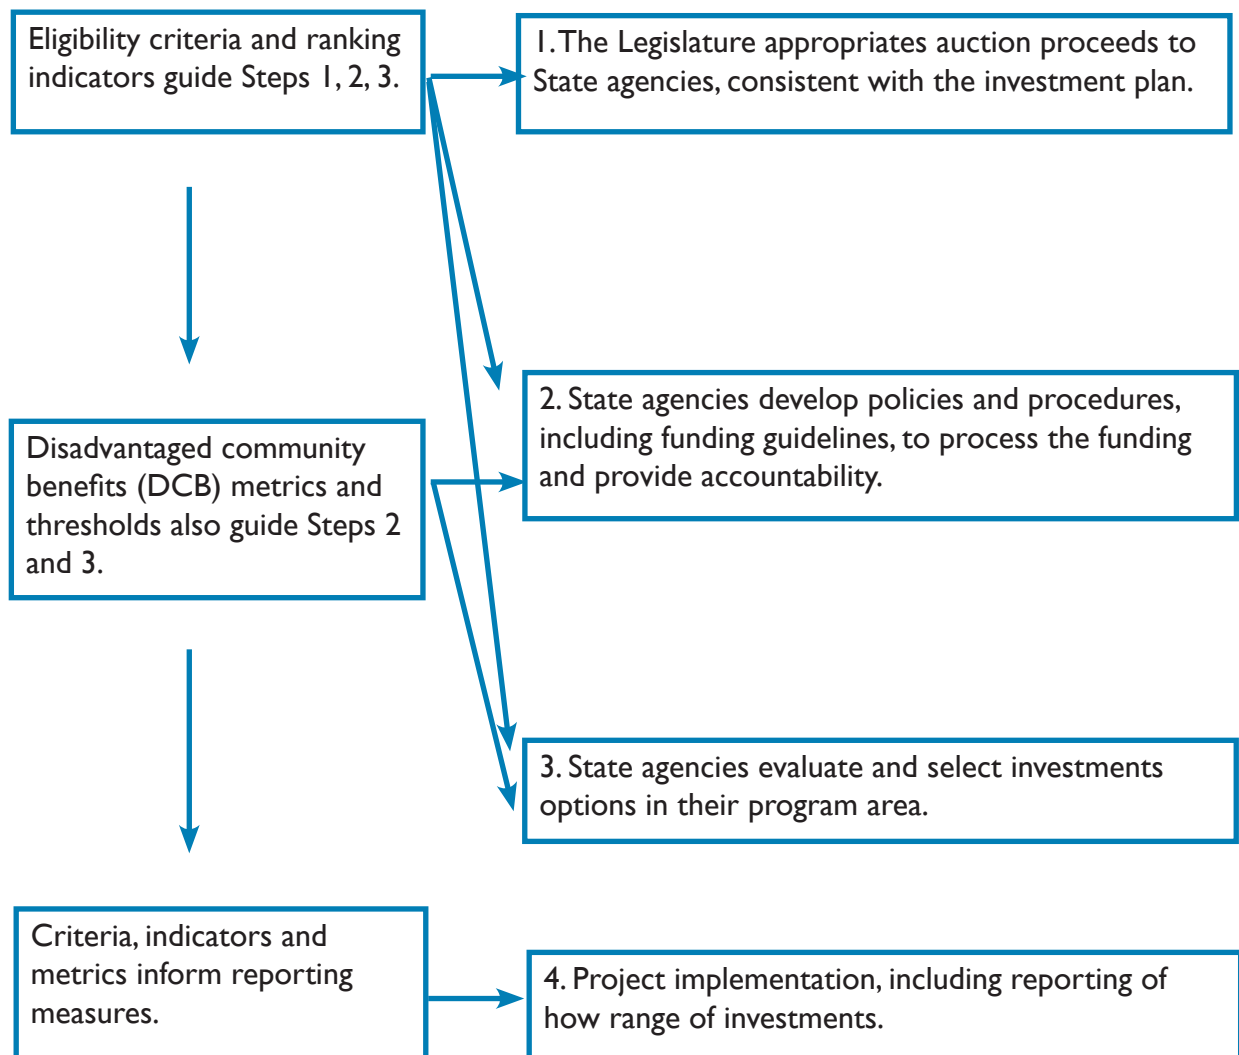 Eligibility criteria and ranking
indicators guide Steps 1, 2, 3.
1. The Legislature appropriates auction proceeds to
State agencies, consistent with the investment plan.
Disadvantaged community
benefits (DCB) metrics and
thresholds also guide Steps 2
and 3.
2. State agencies develop policies and procedures,
including funding guidelines, to process the funding
and provide accountability.
3. State agencies evaluate and select investments
options in their program area.
Criteria, indicators and
metrics inform reporting
measures.
4. Project implementation, including reporting of
how range of investments.